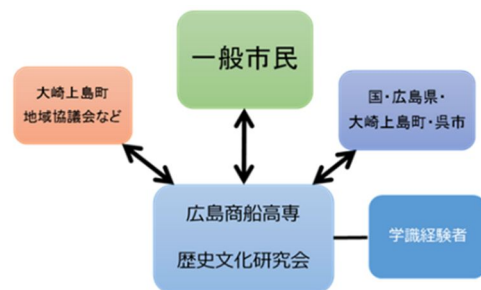 一般市民
大崎上島町
地域協議会など
国・広島県・
大崎上島町・呉市
広島商船高専
歴史文化研究会
学識経験者